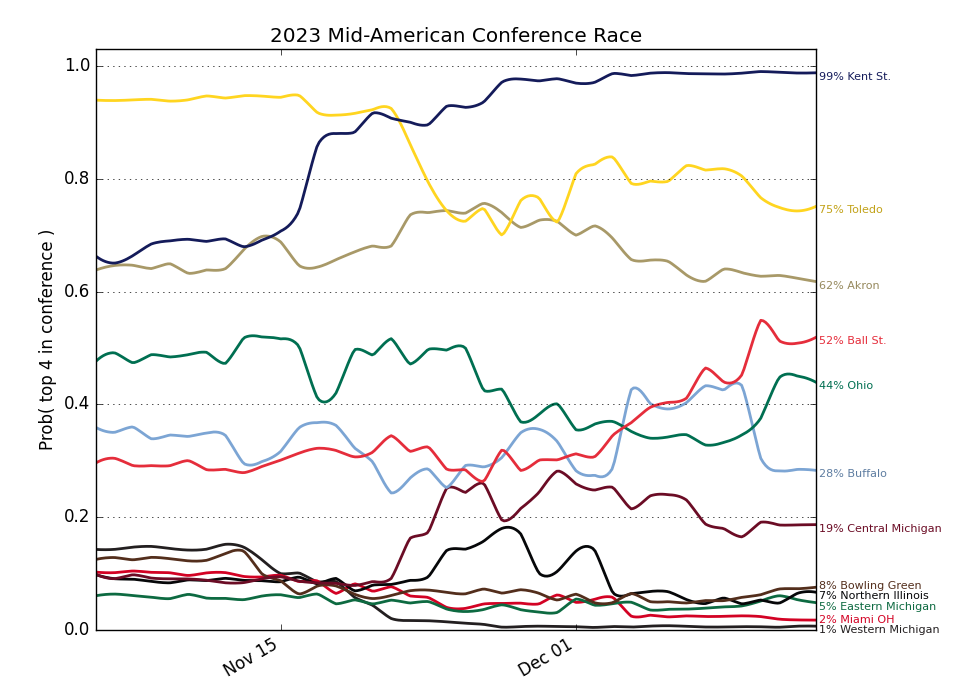 2023 Mid-American Conference Race
Prob( top 4 in conference )
1.0
0.8
0.6
0.4
0.2
0.0
Nov 15
Dec 01
99% Kent St.
75% Toledo
62% Akron
52% Ball St.
44% Ohio
28% Buffalo
19% Central Michigan
8% Bowling Green
7% Northern Illinois
5% Eastern Michigan
2% Miami OH
1% Western Michigan